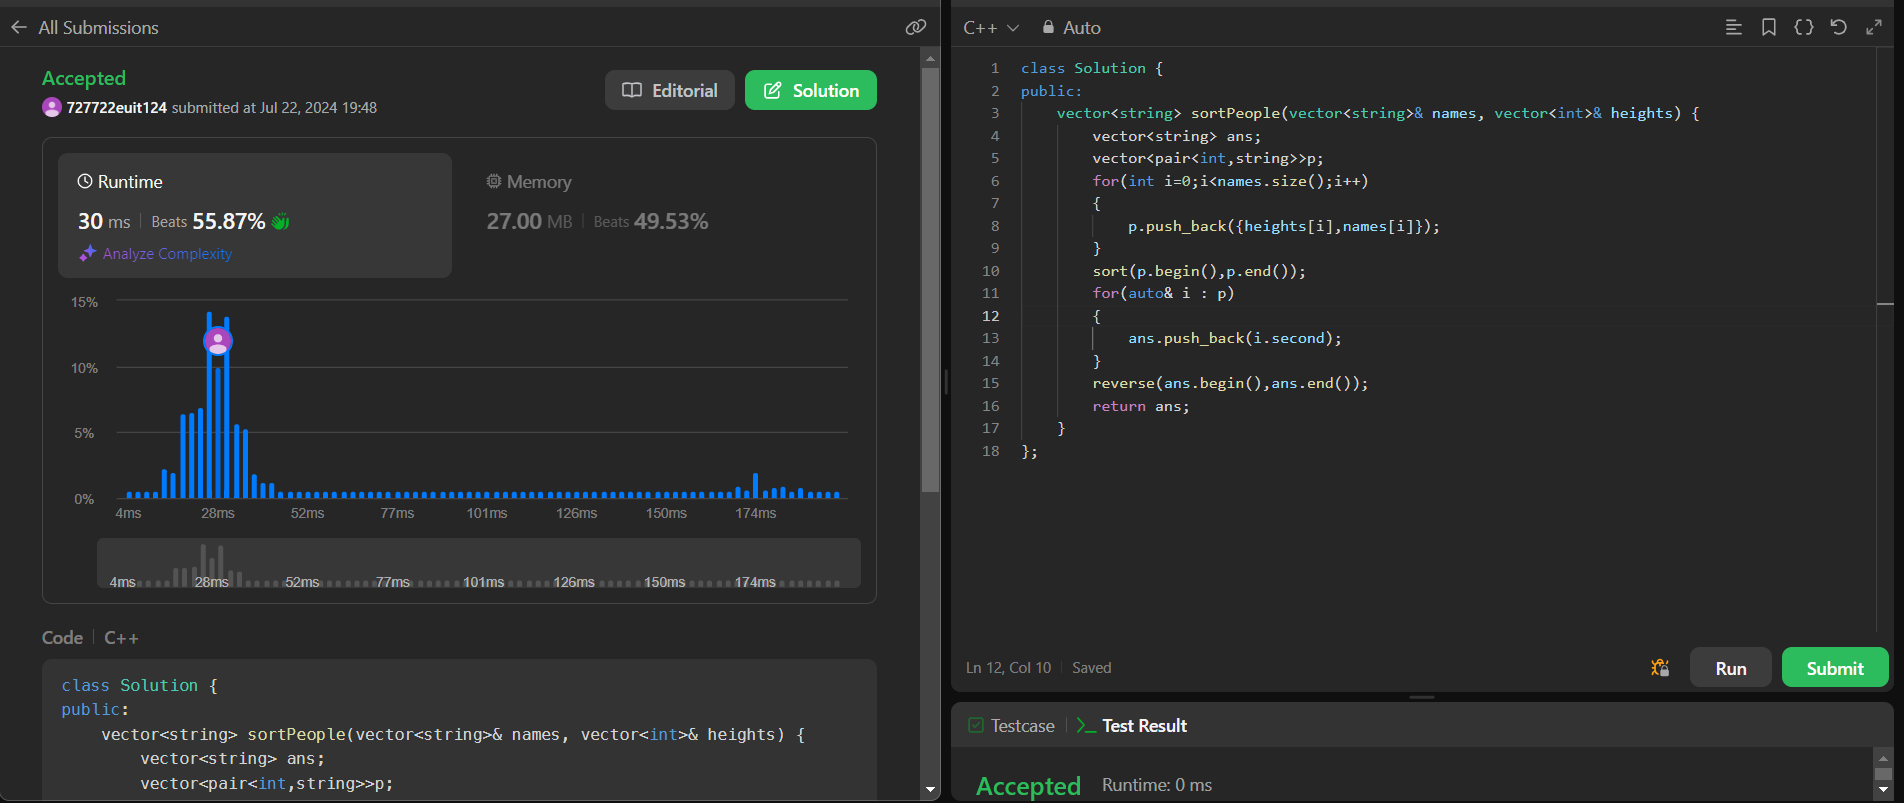 All Submissions
Accepted
727722euit124 submitted at Jul 22, 2024 19:48
Editorial
Solution
Runtime
30 ms | Beats 55.87%
Analyze Complexity
Memory
27.00 MB | Beats 49.53%
15%
10%
5%
0%
4ms 28ms 52ms 77ms 101ms 126ms 150ms 174ms
4ms 28ms 52ms 77ms 101ms 126ms 150ms 174ms
Code | C++
class Solution {
public:
    vector<string> sortPeople(vector<string>& names, vector<int>& heights) {
        vector<string> ans;
        vector<pair<int,string>>p;
C++ Auto
1 class Solution {
2 public:
3     vector<string> sortPeople(vector<string>& names, vector<int>& heights) {
4         vector<string> ans;
5         vector<pair<int,string>>p;
6         for(int i=0;i<names.size();i++)
7         {
8             p.push_back({heights[i],names[i]});
9         }
10         sort(p.begin(),p.end());
11         for(auto& i : p)
12         {
13             ans.push_back(i.second);
14         }
15         reverse(ans.begin(),ans.end());
16         return ans;
17     }
18 };
Ln 12, Col 10 | Saved
Run
Submit
Testcase | Test Result
Accepted Runtime: 0 ms